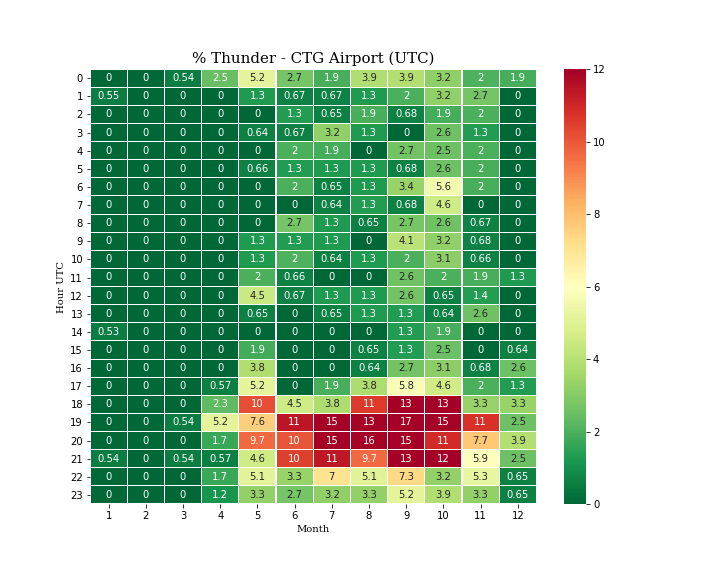 % Thunder - CTG Airport (UTC)
0 0 0 0.54 2.5 5.2 2.7 1.9 3.9 3.9 3.2 2 1.9
1 0.55 0 0 0 1.3 0.67 0.67 1.3 2 3.2 2.7 0
2 0 0 0 0 0 1.3 0.65 1.9 0.68 1.9 2 0
3 0 0 0 0 0.64 0.67 3.2 1.3 0 2.6 1.3 0
4 0 0 0 0 0 2 1.9 0 2.7 2.5 2 0
5 0 0 0 0 0.66 1.3 1.3 1.3 0.68 2.6 2 0
6 0 0 0 0 0 2 0.65 1.3 3.4 5.6 2 0
7 0 0 0 0 0 0 0.64 1.3 0.68 4.6 0 0
8 0 0 0 0 0 2.7 1.3 0.65 2.7 2.6 0.67 0
9 0 0 0 0 1.3 1.3 1.3 0 4.1 3.2 0.68 0
10 0 0 0 0 1.3 2 0.64 1.3 2 3.1 0.66 0
11 0 0 0 0 2 0.66 0 0 2.6 2 1.9 1.3
12 0 0 0 0 4.5 0.67 1.3 1.3 2.6 0.65 1.4 0
13 0 0 0 0 0.65 0 0.65 1.3 1.3 0.64 2.6 0
14 0.53 0 0 0 0 0 0 0 1.3 1.9 0 0
15 0 0 0 0 1.9 0 0 0.65 1.3 2.5 0 0.64
16 0 0 0 0 3.8 0 0 0.64 2.7 3.1 0.68 2.6
17 0 0 0 0.57 5.2 0 1.9 3.8 5.8 4.6 2 1.3
18 0 0 0 2.3 10 4.5 3.8 11 13 13 3.3 3.3
19 0 0 0.54 5.2 7.6 11 15 13 17 15 11 2.5
20 0 0 0 1.7 9.7 10 15 16 15 11 7.7 3.9
21 0.54 0 0.54 0.57 4.6 10 11 9.7 13 12 5.9 2.5
22 0 0 0 1.7 5.1 3.3 7 5.1 7.3 3.2 5.3 0.65
23 0 0 0 1.2 3.3 2.7 3.2 3.3 5.2 3.9 3.3 0.65
1 2 3 4 5 6 7 8 9 10 11 12
Month
Hour UTC
12
10
8
6
4
2
0